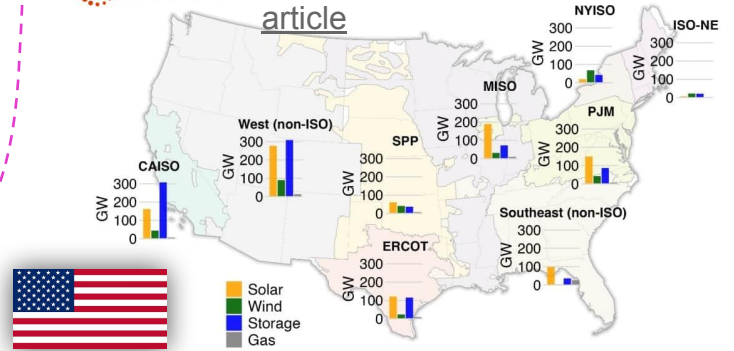 article
NYISO
GW
300
200
100
0
ISO-NE
GW
300
200
100
0
MISO
GW
300
200
100
0
PJM
GW
300
200
100
0
West (non-ISO)
GW
300
200
100
0
SPP
GW
300
200
100
0
CAISO
GW
300
200
100
0
Southeast (non-ISO)
GW
300
200
100
0
ERCOT
GW
300
200
100
0
Solar
Wind
Storage
Gas